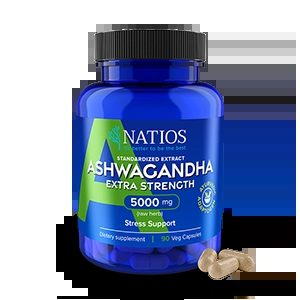 NATIOS
better to be the best
STANDARDIZED EXTRACT
ASHWAGANDHA
EXTRA STRENGTH
5000 mg
(raw herb)
Stress Support
Dietary supplement
90 Veg Capsules